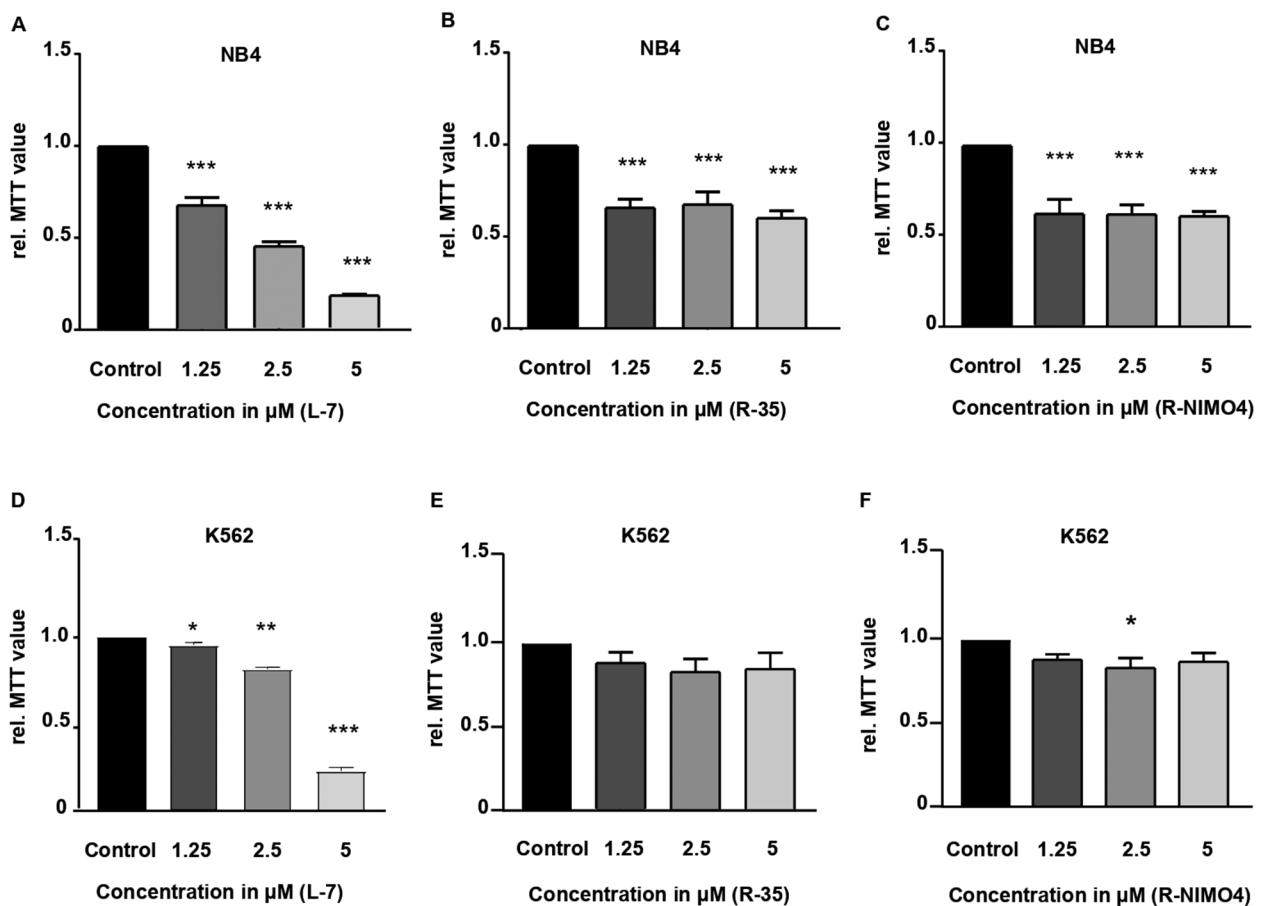 A
NB4
1.5
1.0
0.5
0
rel. MTT value
***
***
***
Control 1.25 2.5 5
Concentration in µM (L-7)
B
NB4
1.5
1.0
0.5
0
rel. MTT value
***
***
***
Control 1.25 2.5 5
Concentration in µM (R-35)
C
NB4
1.5
1.0
0.5
0
rel. MTT value
***
***
***
Control 1.25 2.5 5
Concentration in µM (R-NIMO4)
D
K562
1.5
1.0
0.5
0
rel. MTT value
*
**
***
Control 1.25 2.5 5
Concentration in µM (L-7)
E
K562
1.5
1.0
0.5
0
rel. MTT value
Control 1.25 2.5 5
Concentration in µM (R-35)
F
K562
1.5
1.0
0.5
0
rel. MTT value
*
Control 1.25 2.5 5
Concentration in µM (R-NIMO4)